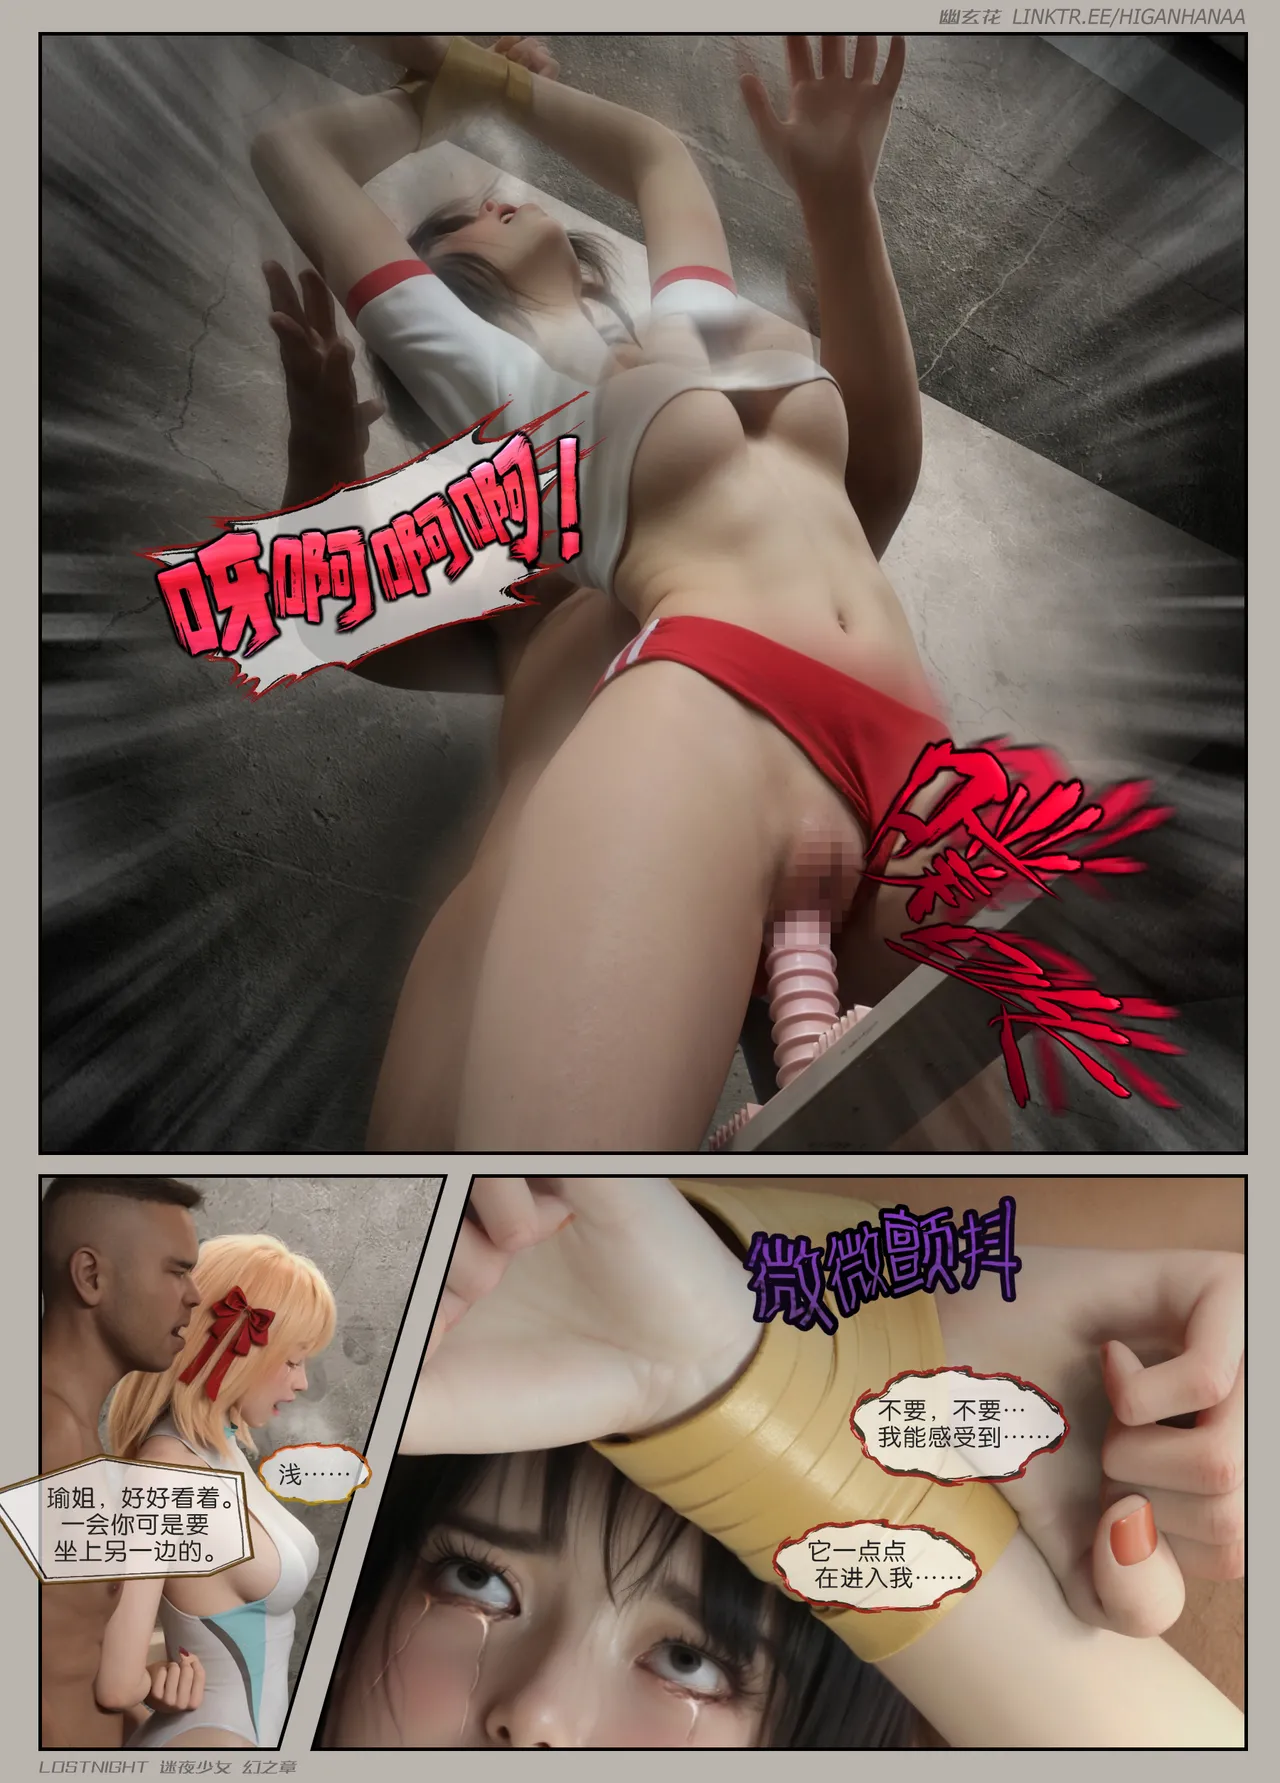 幽玄花 LINKTR.EE/HIGANHANAA
呀啊啊啊!
瑜姐，好好看着。
一会你可是要
坐上另一边的。
浅……
微微颤抖
不要，不要…
我能感受到……
它一点点
在进入我……
LOSTNIGHT 迷夜少女 幻之章